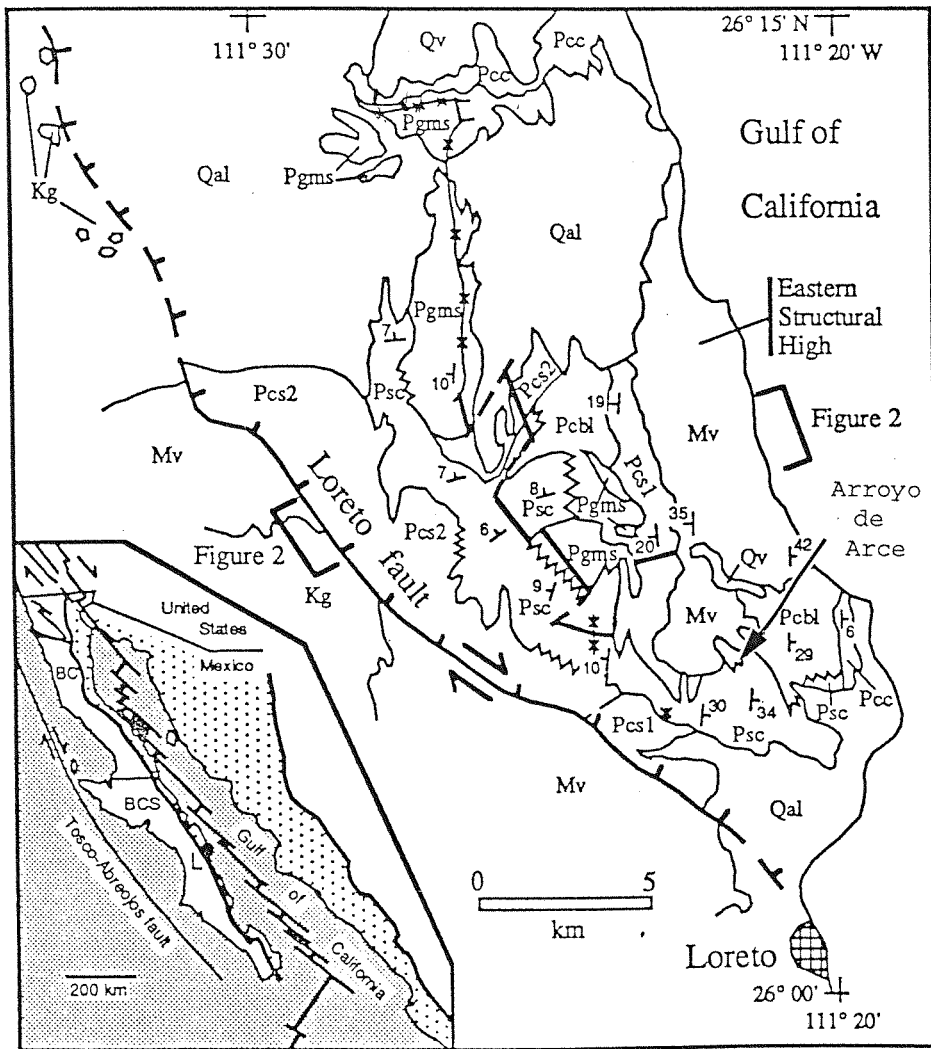 26° 15' N
111° 30'
111° 20' W
Qv
Pcc
Pcc
Pgms
Gulf of
California
Pgms
Qal
Kg
Qal
Eastern
Structural
High
7
Pgms
10
Psc
Pcs2
Pcs2
19
Pcbl
Mv
Figure 2
Mv
Loreto fault
7
Pcs1
8
Psc
Pgms
35
Arroyo
de
Arce
Pcs2
6
20
Figure 2
Pgms
42
Qv
Kg
9
Psc
Mv
Pcbl
6
29
10
Pcc
Psc
30
34
Pcs1
Psc
Mv
Qal
0
5
km
Loreto
26° 00'
111° 20'
United
States
Mexico
BC
BCS
L
Gulf
of
California
Tosco-Abreojos fault
200 km